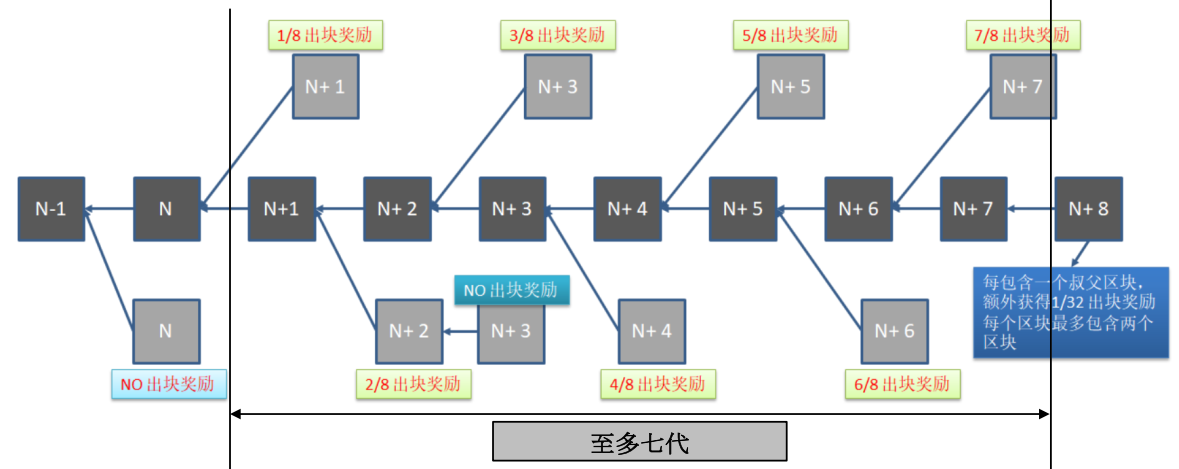 1/8 出块奖励
3/8 出块奖励
5/8 出块奖励
7/8 出块奖励
N+ 1
N+ 3
N+ 5
N+ 7
N-1
N
N+1
N+ 2
N+ 3
N+ 4
N+ 5
N+ 6
N+ 7
N+ 8
NO 出块奖励
每包含一个叔父区块，
额外获得1/32 出块奖励
每个区块最多包含两个
区块
N
N+ 2
N+ 3
N+ 4
N+ 6
NO 出块奖励
2/8 出块奖励
4/8 出块奖励
6/8 出块奖励
至多七代